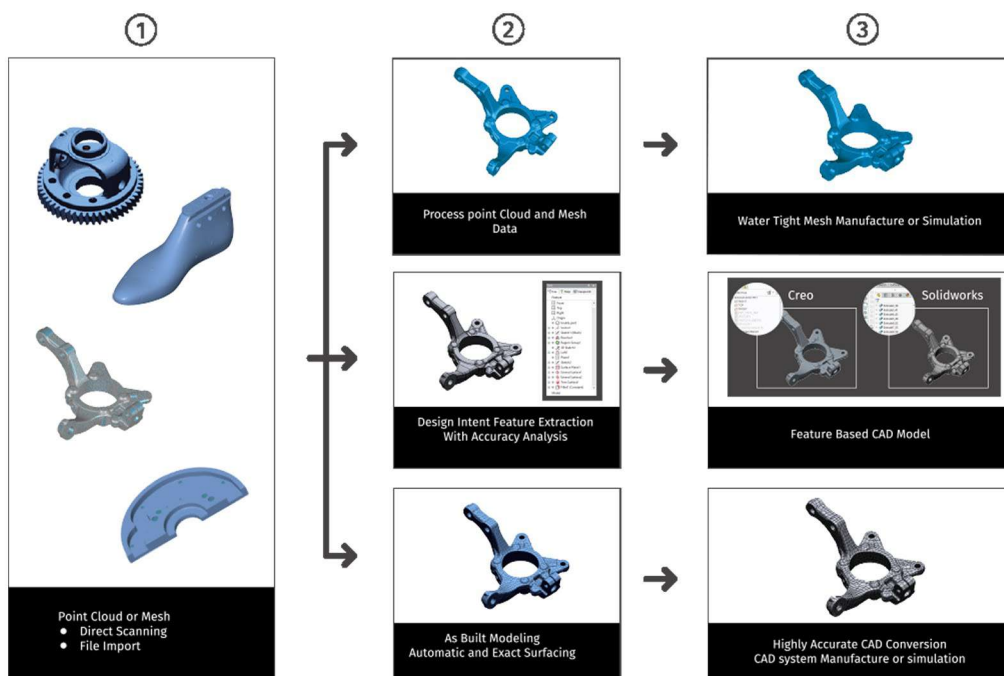 ①
②
③
Process point Cloud and Mesh
Data
Water Tight Mesh Manufacture or Simulation
Creo
Solidworks
Design Intent Feature Extraction
With Accuracy Analysis
Feature Based CAD Model
Point Cloud or Mesh
● Direct Scanning
● File Import
As Built Modeling
Automatic and Exact Surfacing
Highly Accurate CAD Conversion
CAD system Manufacture or simulation